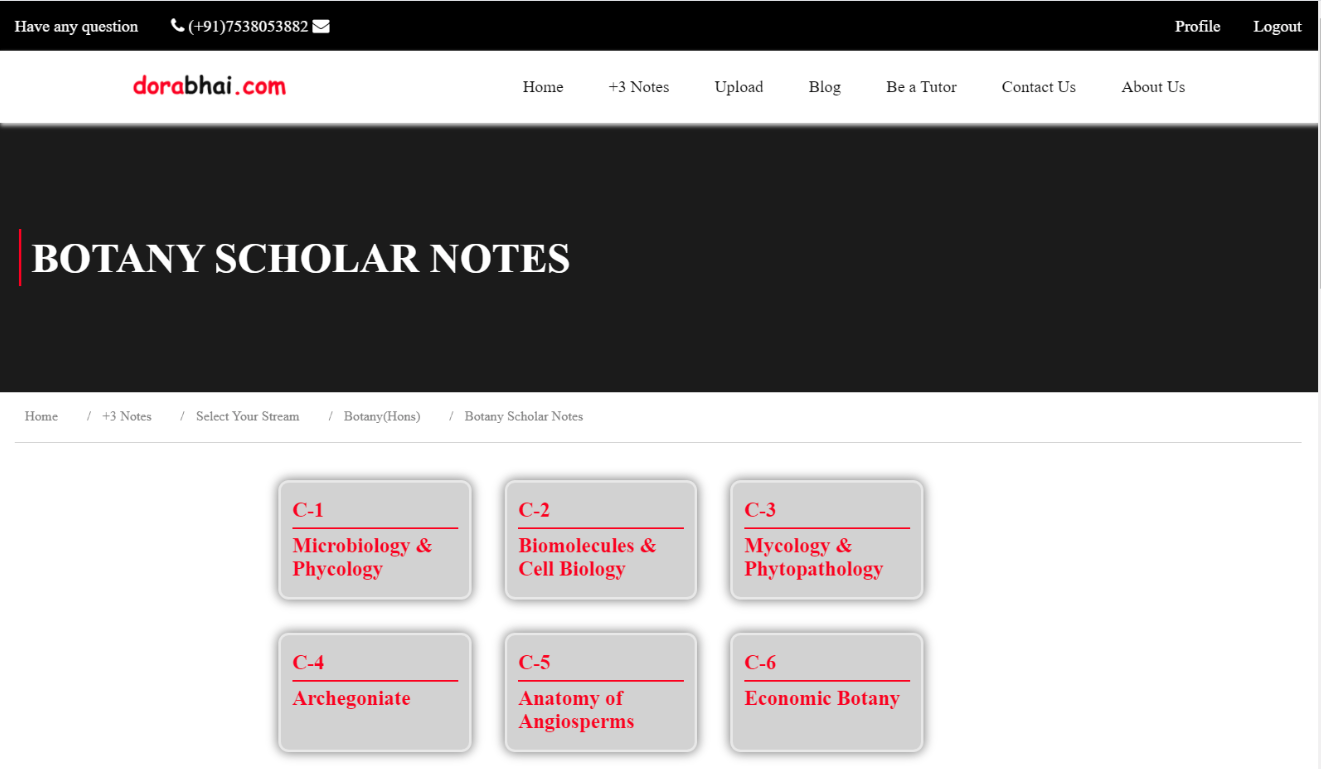 Have any question (+91)7538053882 Profile Logout
dorabhai.com Home +3 Notes Upload Blog Be a Tutor Contact Us About Us
BOTANY SCHOLAR NOTES
Home / +3 Notes / Select Your Stream / Botany(Hons) / Botany Scholar Notes
C-1
Microbiology &
Phycology
C-2
Biomolecules &
Cell Biology
C-3
Mycology &
Phytopathology
C-4
Archegoniate
C-5
Anatomy of
Angiosperms
C-6
Economic Botany